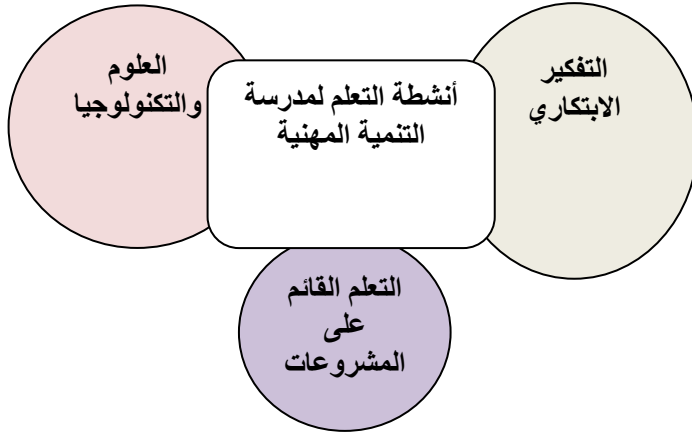 التفكير
الابتكاري
أنشطة التعلم لمدرسة
التنمية المهنية
العلوم
والتكنولوجيا
التعلم القائم
على
المشروعات